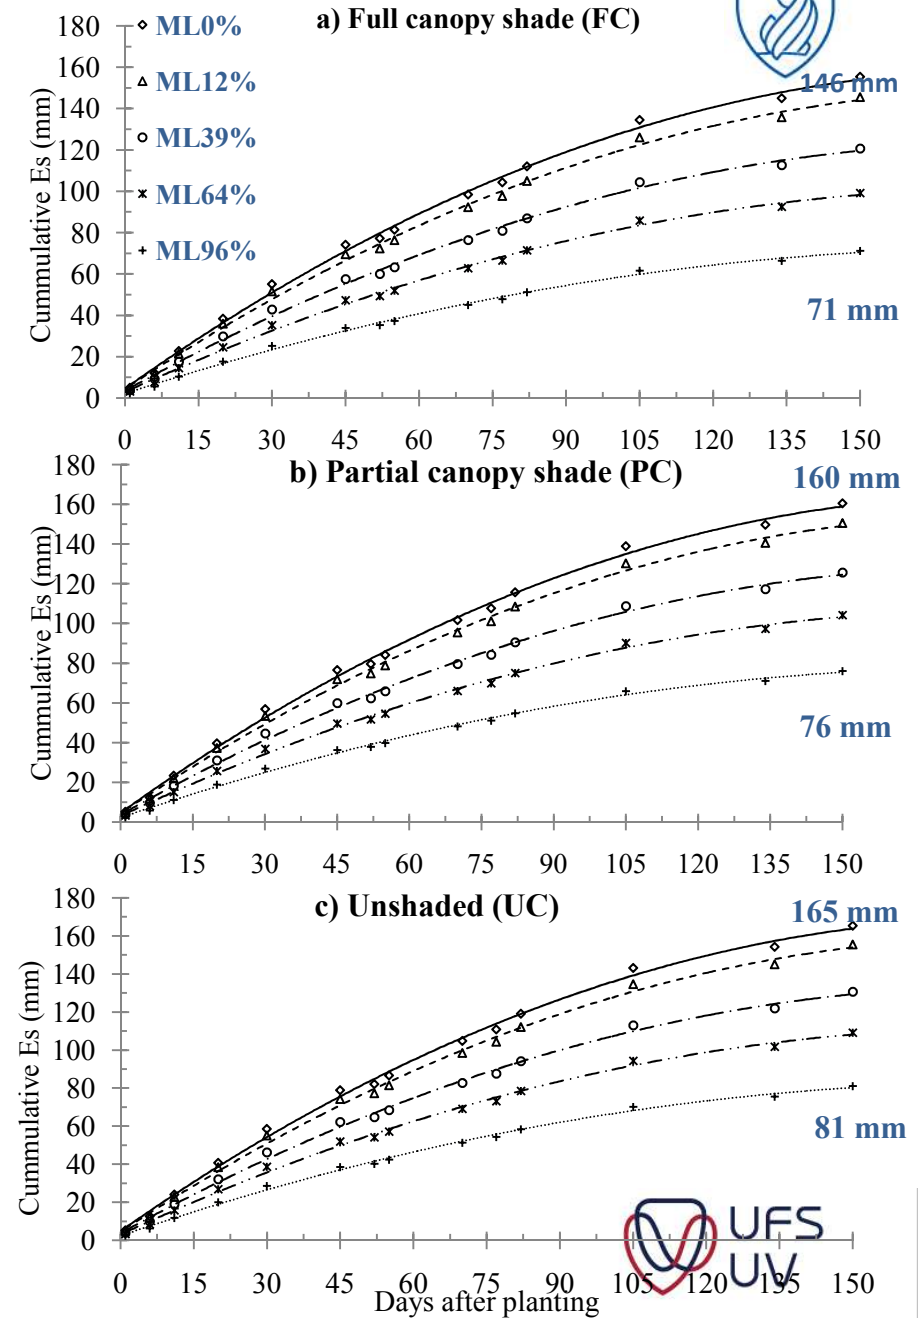 a) Full canopy shade (FC)
180
160
140
120
100
80
60
40
20
0
Cummulative Es (mm)
ML0%
ML12%
ML39%
ML64%
ML96%
146 mm
71 mm
0 15 30 45 60 75 90 105 120 135 150
b) Partial canopy shade (PC)
160 mm
180
160
140
120
100
80
60
40
20
0
Cummulative Es (mm)
76 mm
0 15 30 45 60 75 90 105 120 135 150
c) Unshaded (UC)
165 mm
180
160
140
120
100
80
60
40
20
0
Cummulative Es (mm)
81 mm
UFS
UV
0 15 30 45 60 75 90 105 120 135 150
Days after planting